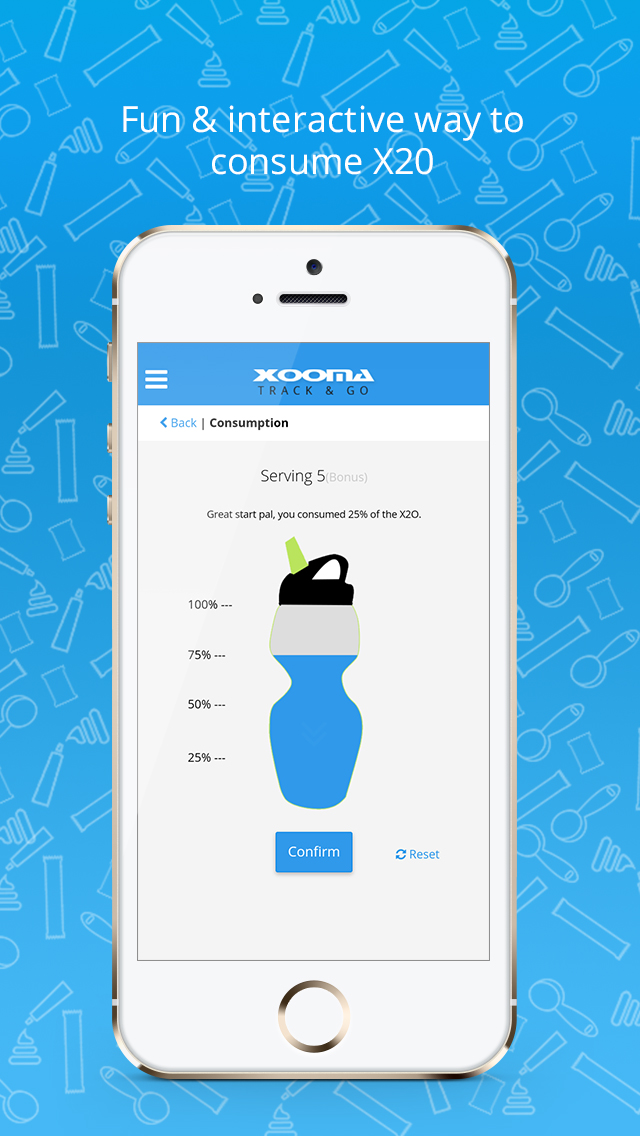 Fun & interactive way to
consume X20
XOOMA
TRACK & GO
Back | Consumption
Serving 5(Bonus)
Great start pal, you consumed 25% of the X2O.
100% ---
75% ---
50% ---
25% ---
Confirm
Reset